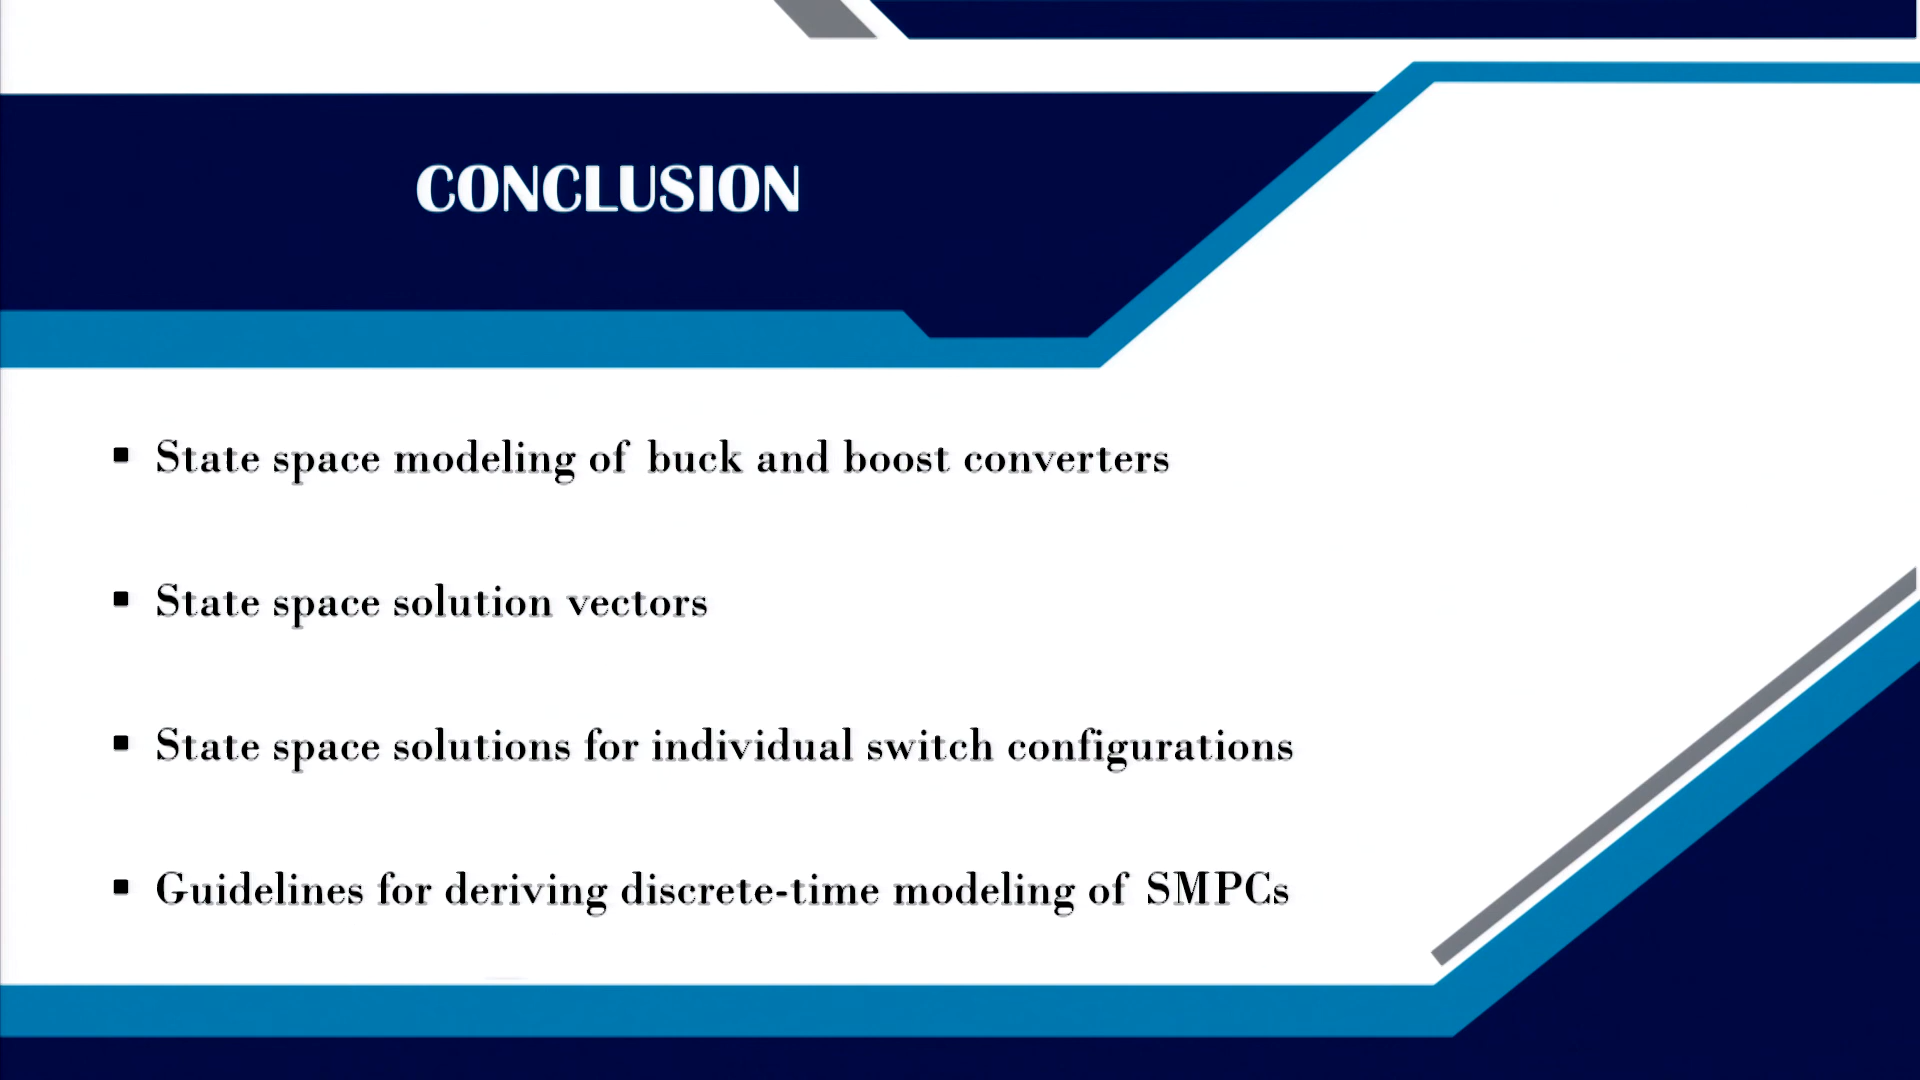 CONCLUSION
▪ State space modeling of buck and boost converters
▪ State space solution vectors
▪ State space solutions for individual switch configurations
▪ Guidelines for deriving discrete-time modeling of SMPCs